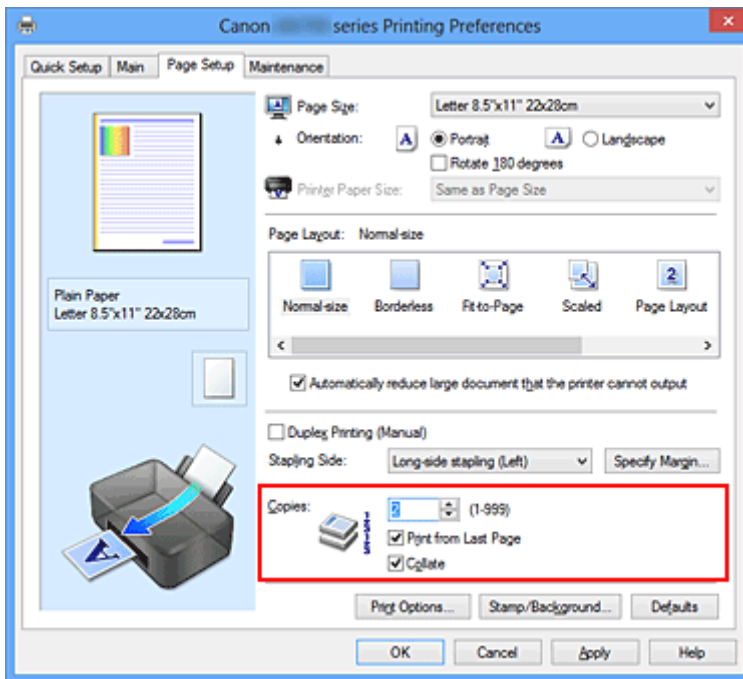 Canon series Printing Preferences
Quick Setup Main Page Setup Maintenance
Page Size: Letter 8.5"x11" 22x28cm
Orientation: A Portrait A Landscape
Rotate 180 degrees
Printer Paper Size: Same as Page Size
Page Layout: Normal-size
2
Normal-size Borderless Fit-to-Page Scaled Page Layout
Plain Paper
Letter 8.5"x11" 22x28cm
Automatically reduce large document that the printer cannot output
Duplex Printing (Manual)
Stapling Side: Long-side stapling (Left) Specify Margin...
Copies: 2 (1-999)
Print from Last Page
Collate
A
Print Options... Stamp/Background... Defaults
OK Cancel Apply Help